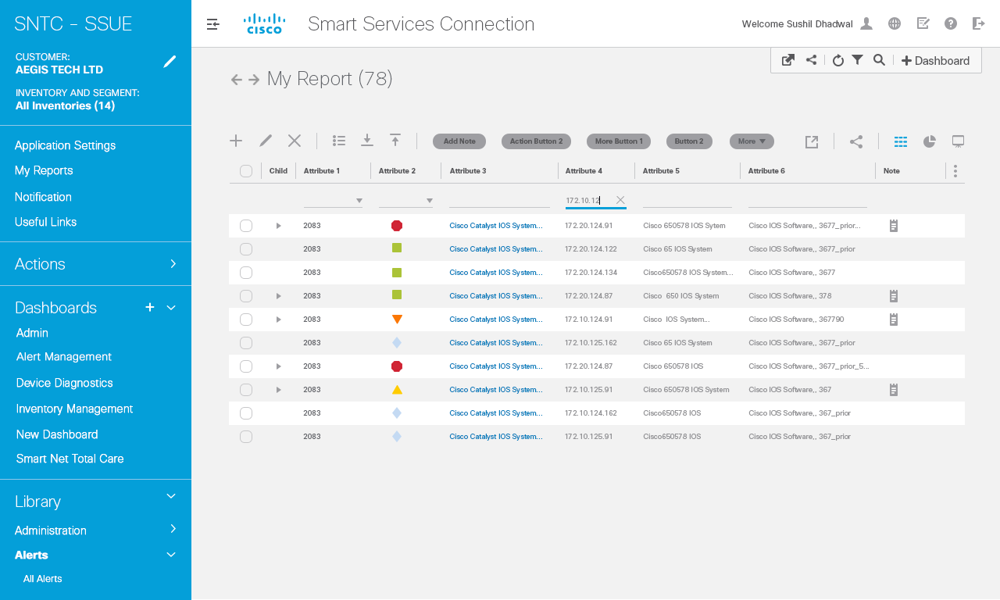 SNTC – SSUE
CUSTOMER:
AEGIS TECH LTD
INVENTORY AND SEGMENT:
All Inventories (14)
Application Settings
My Reports
Notification
Useful Links
Actions
Dashboards
Admin
Alert Management
Device Diagnostics
Inventory Management
New Dashboard
Smart Net Total Care
Library
Administration
Alerts
All Alerts
CISCO
Smart Services Connection
Welcome Sushil Dhadwal
Dashboard
My Report (78)
Add Note Action Button 2 More Button 1 Button 2 More
Child Attribute 1 Attribute 2 Attribute 3 Attribute 4 Attribute 5 Attribute 6 Note
172.10.12
2083 Cisco Catalyst IOS System... 172.20.124.91 Cisco 650578 IOS Sytem Cisco IOS Software,, 3677_prior...
2083 Cisco Catalyst IOS System... 172.20.124.122 Cisco 65 IOS System Cisco IOS Software,, 3677_prior
2083 Cisco Catalyst IOS System... 172.20.124.134 Cisco650578 IOS System... Cisco IOS Software,, 3677
2083 Cisco Catalyst IOS System... 172.20.124.87 Cisco 650 IOS System Cisco IOS Software,, 378
2083 Cisco Catalyst IOS System... 172.10.124.91 Cisco IOS System... Cisco IOS Software,, 367790
2083 Cisco Catalyst IOS System... 172.10.125.162 Cisco 65 IOS System Cisco IOS Software,, 3677_prior
2083 Cisco Catalyst IOS System... 172.20.124.87 Cisco 650578 IOS Cisco IOS Software,, 3677_prior_5...
2083 Cisco Catalyst IOS System... 172.10.125.91 Cisco 650578 IOS System Cisco IOS Software,, 367
2083 Cisco Catalyst IOS System... 172.10.124.162 Cisco650578 IOS Cisco IOS Software,, 367_prior
2083 Cisco Catalyst IOS System... 172.10.125.91 Cisco650578 IOS Cisco IOS Software,, 367_prior